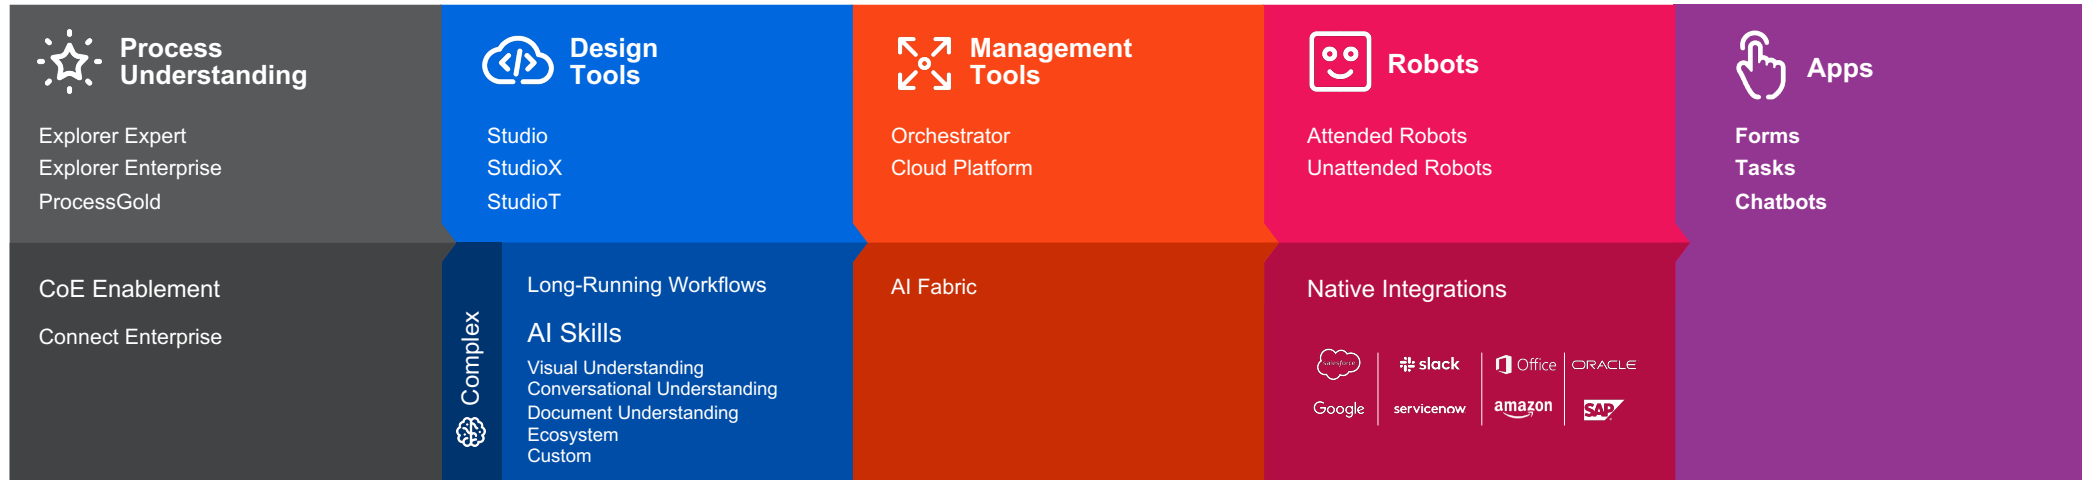 Process
Understanding
Explorer Expert
Explorer Enterprise
ProcessGold
CoE Enablement
Connect Enterprise
Design
Tools
Studio
StudioX
StudioT
Complex
Long-Running Workflows
AI Skills
Visual Understanding
Conversational Understanding
Document Understanding
Ecosystem
Custom
Management
Tools
Orchestrator
Cloud Platform
AI Fabric
Robots
Attended Robots
Unattended Robots
Native Integrations
salesforce
slack
Office
ORACLE
Google
servicenow
amazon
SAP
Apps
Forms
Tasks
Chatbots